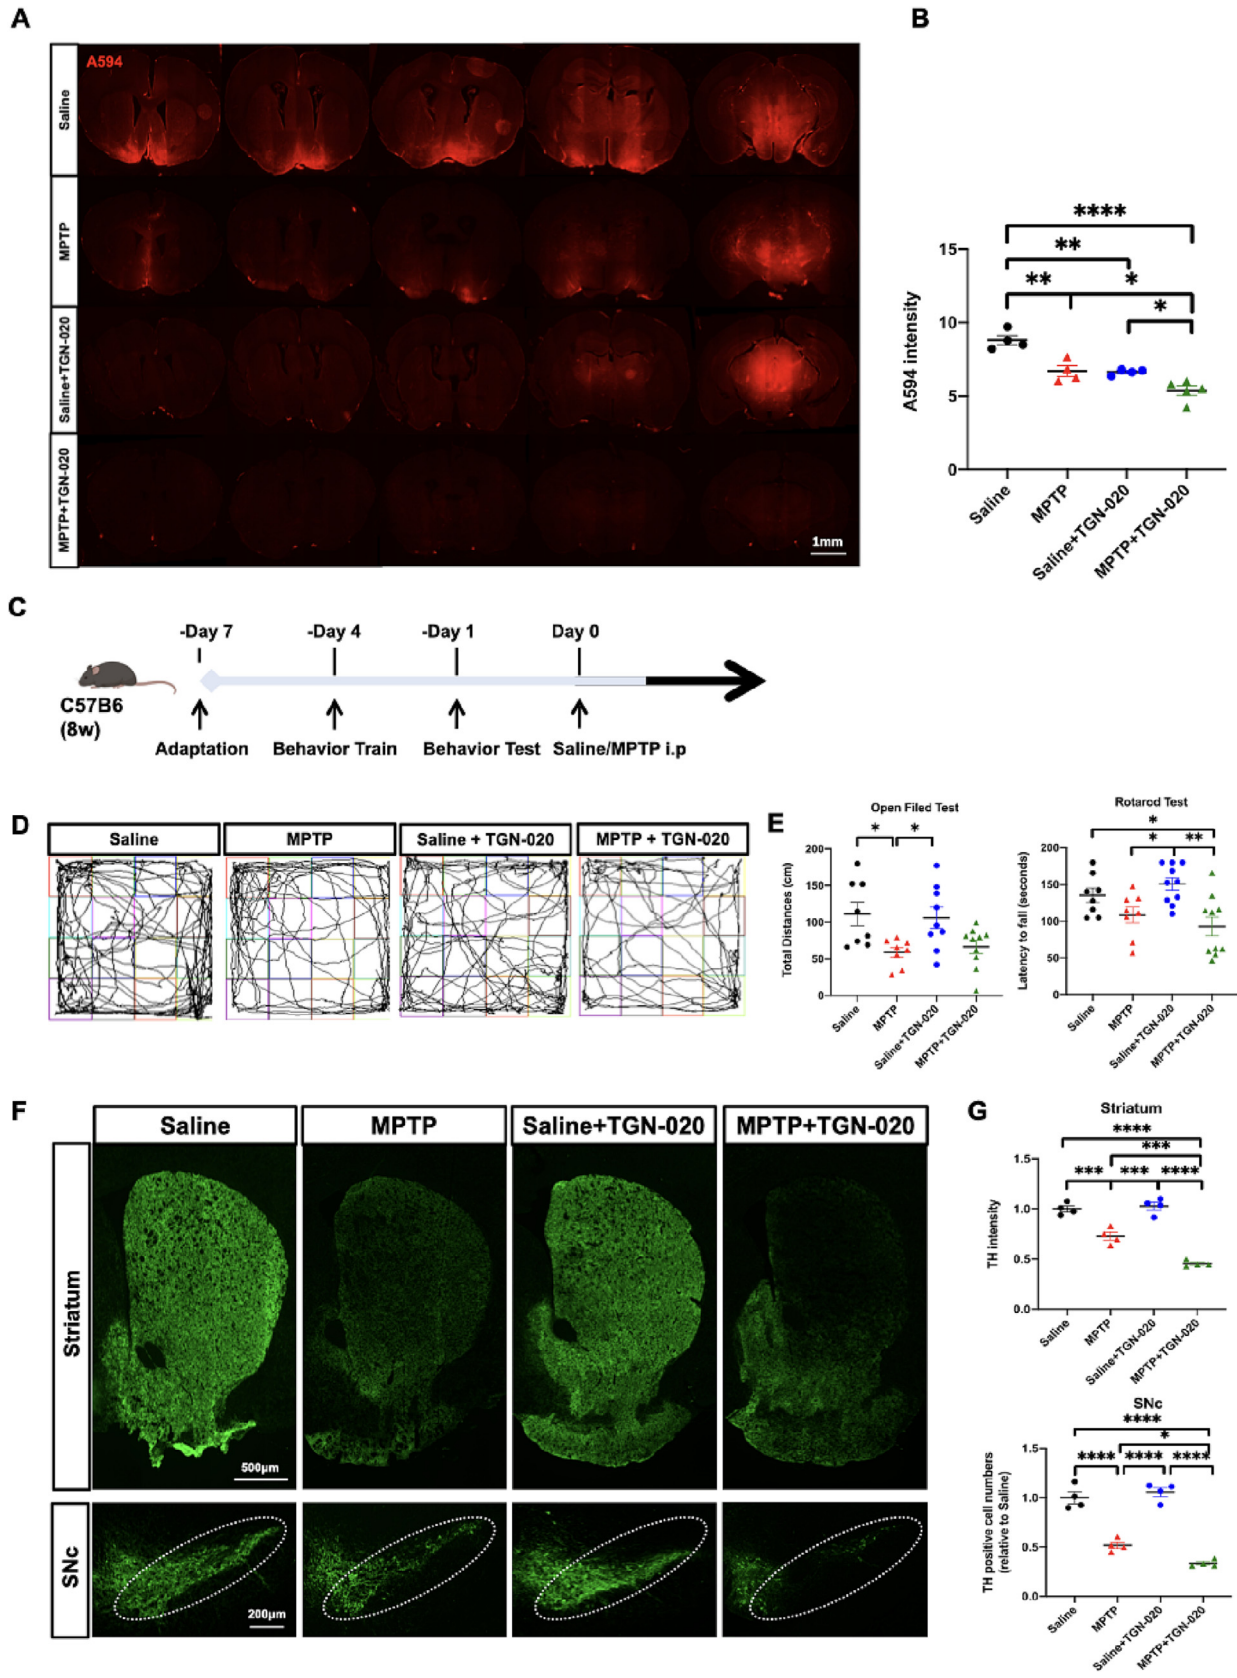 A
A594
Saline
MPTP
Saline+TGN-020
MPTP+TGN-020
1mm
B
****
**
**
*
*
15
10
5
0
A594 intensity
Saline
MPTP
Saline+TGN-020
MPTP+TGN-020
C
-Day 7
-Day 4
-Day 1
Day 0
C57B6
(8w)
Adaptation
Behavior Train
Behavior Test
Saline/MPTP i.p
D
Saline
MPTP
Saline + TGN-020
MPTP + TGN-020
E
Open Filed Test
*
*
200
150
100
50
0
Total Distances (cm)
Saline
MPTP
Saline+TGN-020
MPTP+TGN-020
Rotarod Test
*
*
**
200
150
100
50
0
Latency to fall (seconds)
Saline
MPTP
Saline+TGN-020
MPTP+TGN-020
F
Saline
MPTP
Saline+TGN-020
MPTP+TGN-020
Striatum
500μm
SNc
200μm
G
Striatum
****
***
***
***
****
1.5
1.0
0.5
0.0
TH intensity
Saline
MPTP
Saline+TGN-020
MPTP+TGN-020
SNc
****
*
****
****
****
1.5
1.0
0.5
0.0
TH positive cell numbers
(relative to Saline)
Saline
MPTP
Saline+TGN-020
MPTP+TGN-020